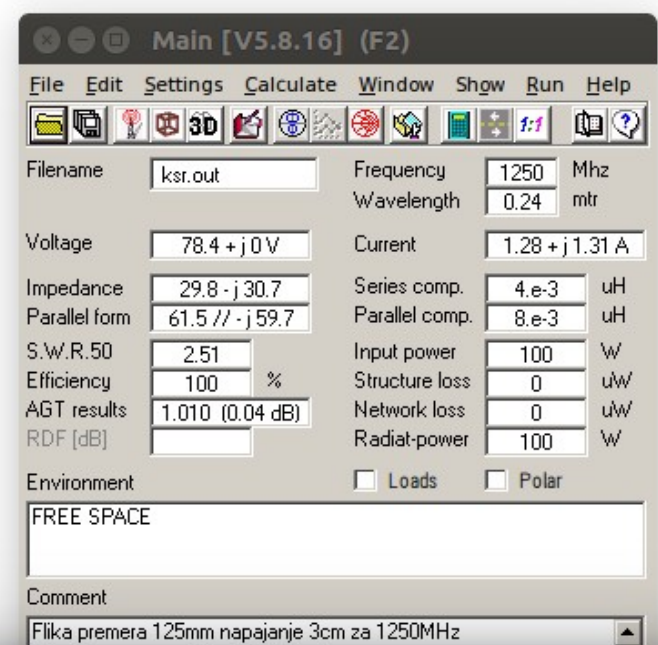 Main [V5.8.16] (F2)
File Edit Settings Calculate Window Show Run Help
3D 1:1 ?
Filename ksr.out Frequency 1250 Mhz
Wavelength 0.24 mtr
Voltage 78.4 + j 0 V Current 1.28 + j 1.31 A
Impedance 29.8 - j 30.7 Series comp. 4.e-3 uH
Parallel form 61.5 // - j 59.7 Parallel comp. 8.e-3 uH
S.W.R.50 2.51 Input power 100 W
Efficiency 100 % Structure loss 0 uW
AGT results 1.010 (0.04 dB) Network loss 0 uW
RDF [dB] Radiat-power 100 W
Environment Loads Polar
FREE SPACE
Comment
Flika premera 125mm napajanje 3cm za 1250MHz